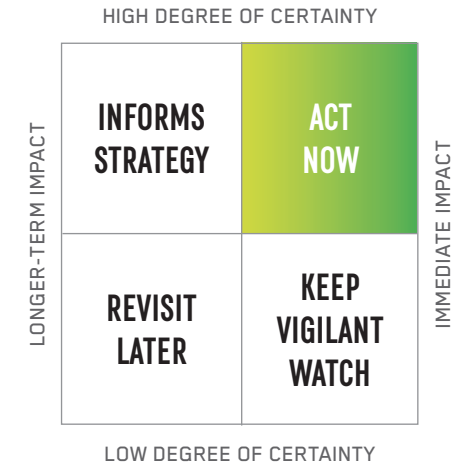 HIGH DEGREE OF CERTAINTY
LONGER-TERM IMPACT
INFORMS
STRATEGY
ACT
NOW
IMMEDIATE IMPACT
REVISIT
LATER
KEEP
VIGILANT
WATCH
LOW DEGREE OF CERTAINTY